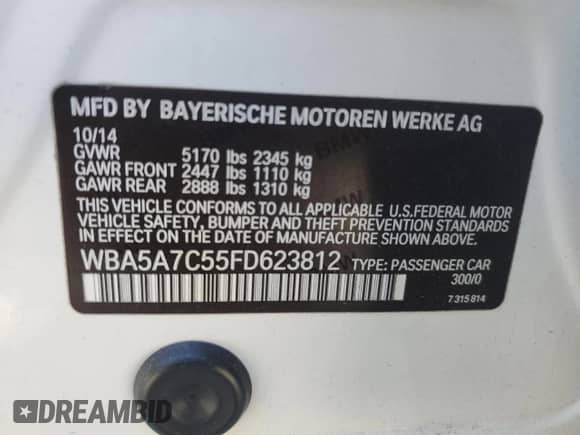 MFD BY BAYERISCHE MOTOREN WERKE AG
10/14
GVWR 5170 lbs 2345 kg
GAWR FRONT 2447 lbs 1110 kg
GAWR REAR 2888 lbs 1310 kg
THIS VEHICLE CONFORMS TO ALL APPLICABLE U.S.FEDERAL MOTOR
VEHICLE SAFETY, BUMPER AND THEFT PREVENTION STANDARDS
IN EFFECT ON THE DATE OF MANUFACTURE SHOWN ABOVE.
WBA5A7C55FD623812 TYPE: PASSENGER CAR
300/0
7315814
DREAMBID